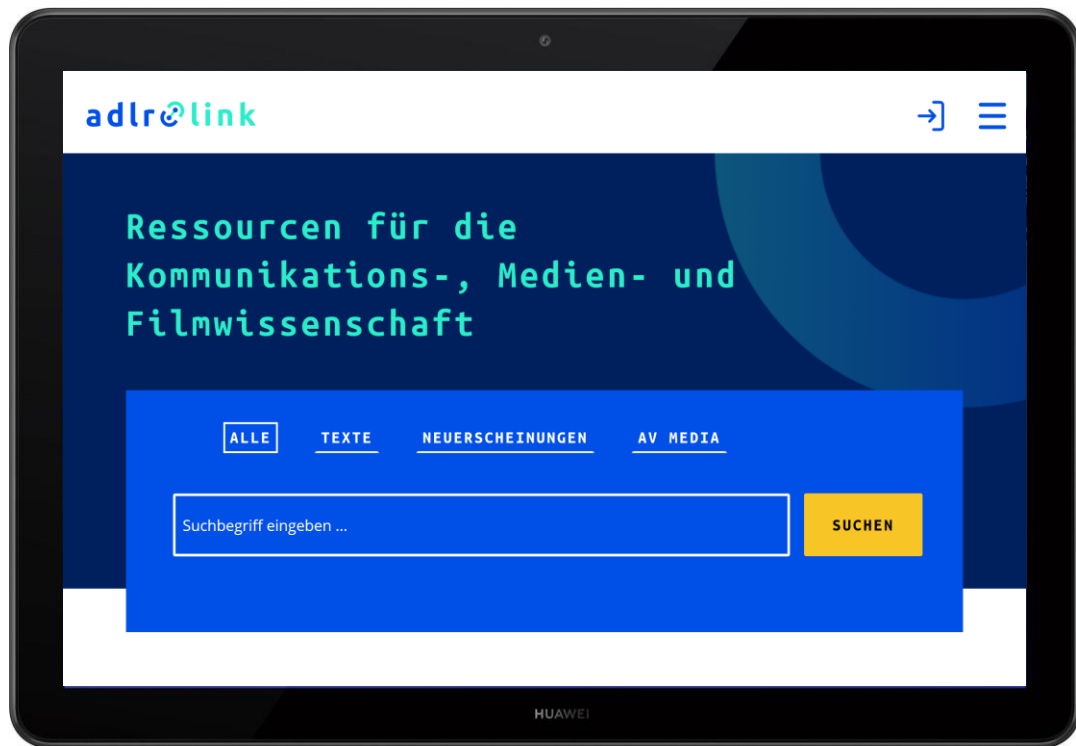 adlr link
Ressourcen für die
Kommunikations-, Medien- und
Filmwissenschaft
ALLE TEXTE NEUERSCHEINUNGEN AV MEDIA
Suchbegriff eingeben ...
SUCHEN
HUAWEI